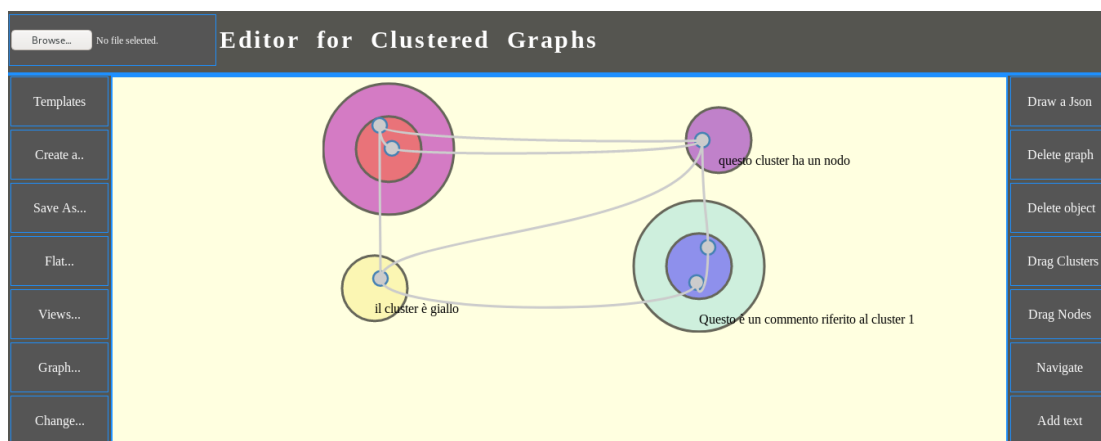 Browse... No file selected. Editor for Clustered Graphs
Templates
Create a..
Save As...
Flat...
Views...
Graph...
Change...
questo cluster ha un nodo
il cluster è giallo
Questo è un commento riferito al cluster 1
Draw a Json
Delete graph
Delete object
Drag Clusters
Drag Nodes
Navigate
Add text